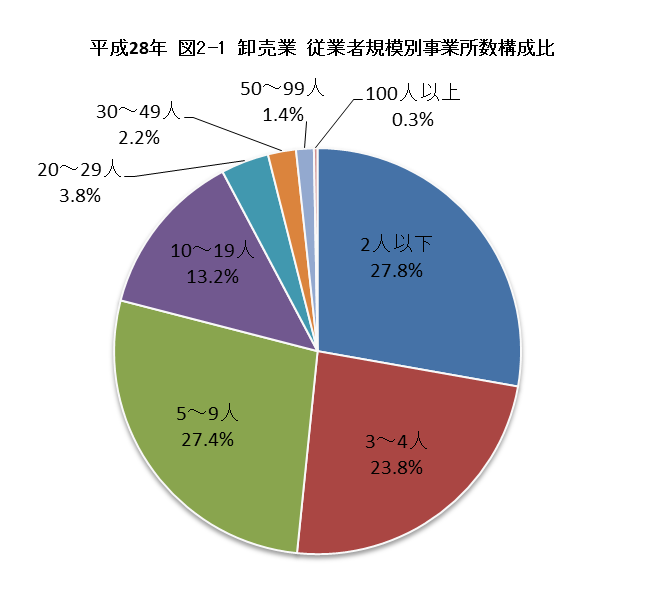 平成28年 図2-1 卸売業 従業者規模別事業所数構成比
50～99人
1.4%
100人以上
0.3%
30～49人
2.2%
20～29人
3.8%
10～19人
13.2%
2人以下
27.8%
5～9人
27.4%
3～4人
23.8%